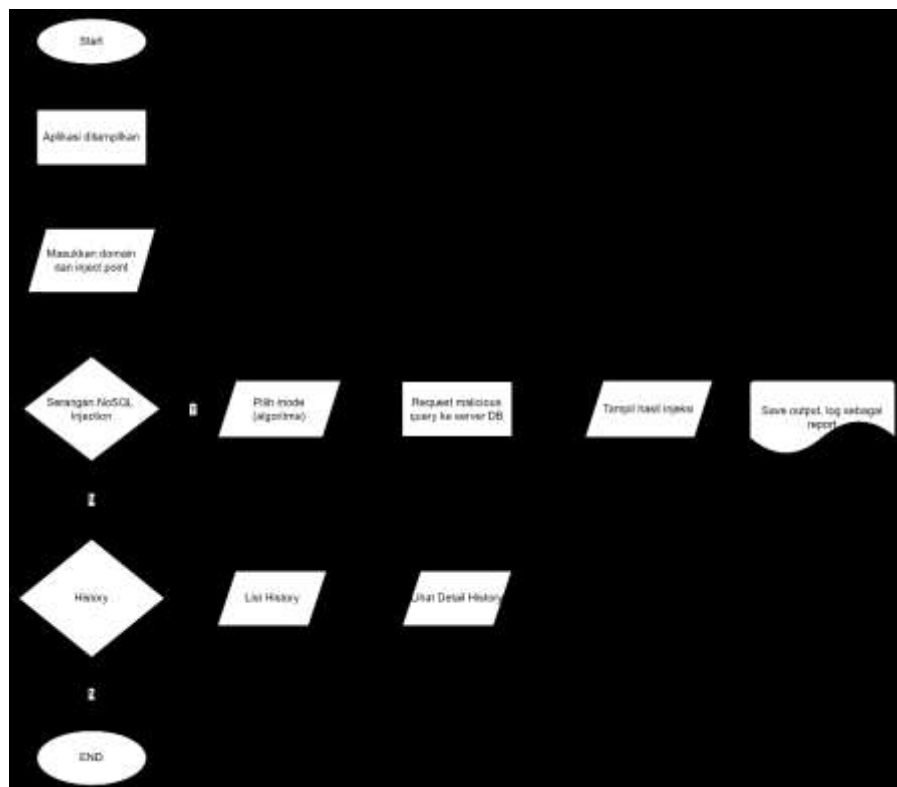 Start
Aplikasi ditampilkan
Masukkan domain
dan inject point
Serangan NoSQL
Injection
Pilih mode
(algoritma)
Request malicious
query ke server DB
Tampil hasil injeksi
Save output, log sebagai
report
History
List History
Lihat Detail History
END